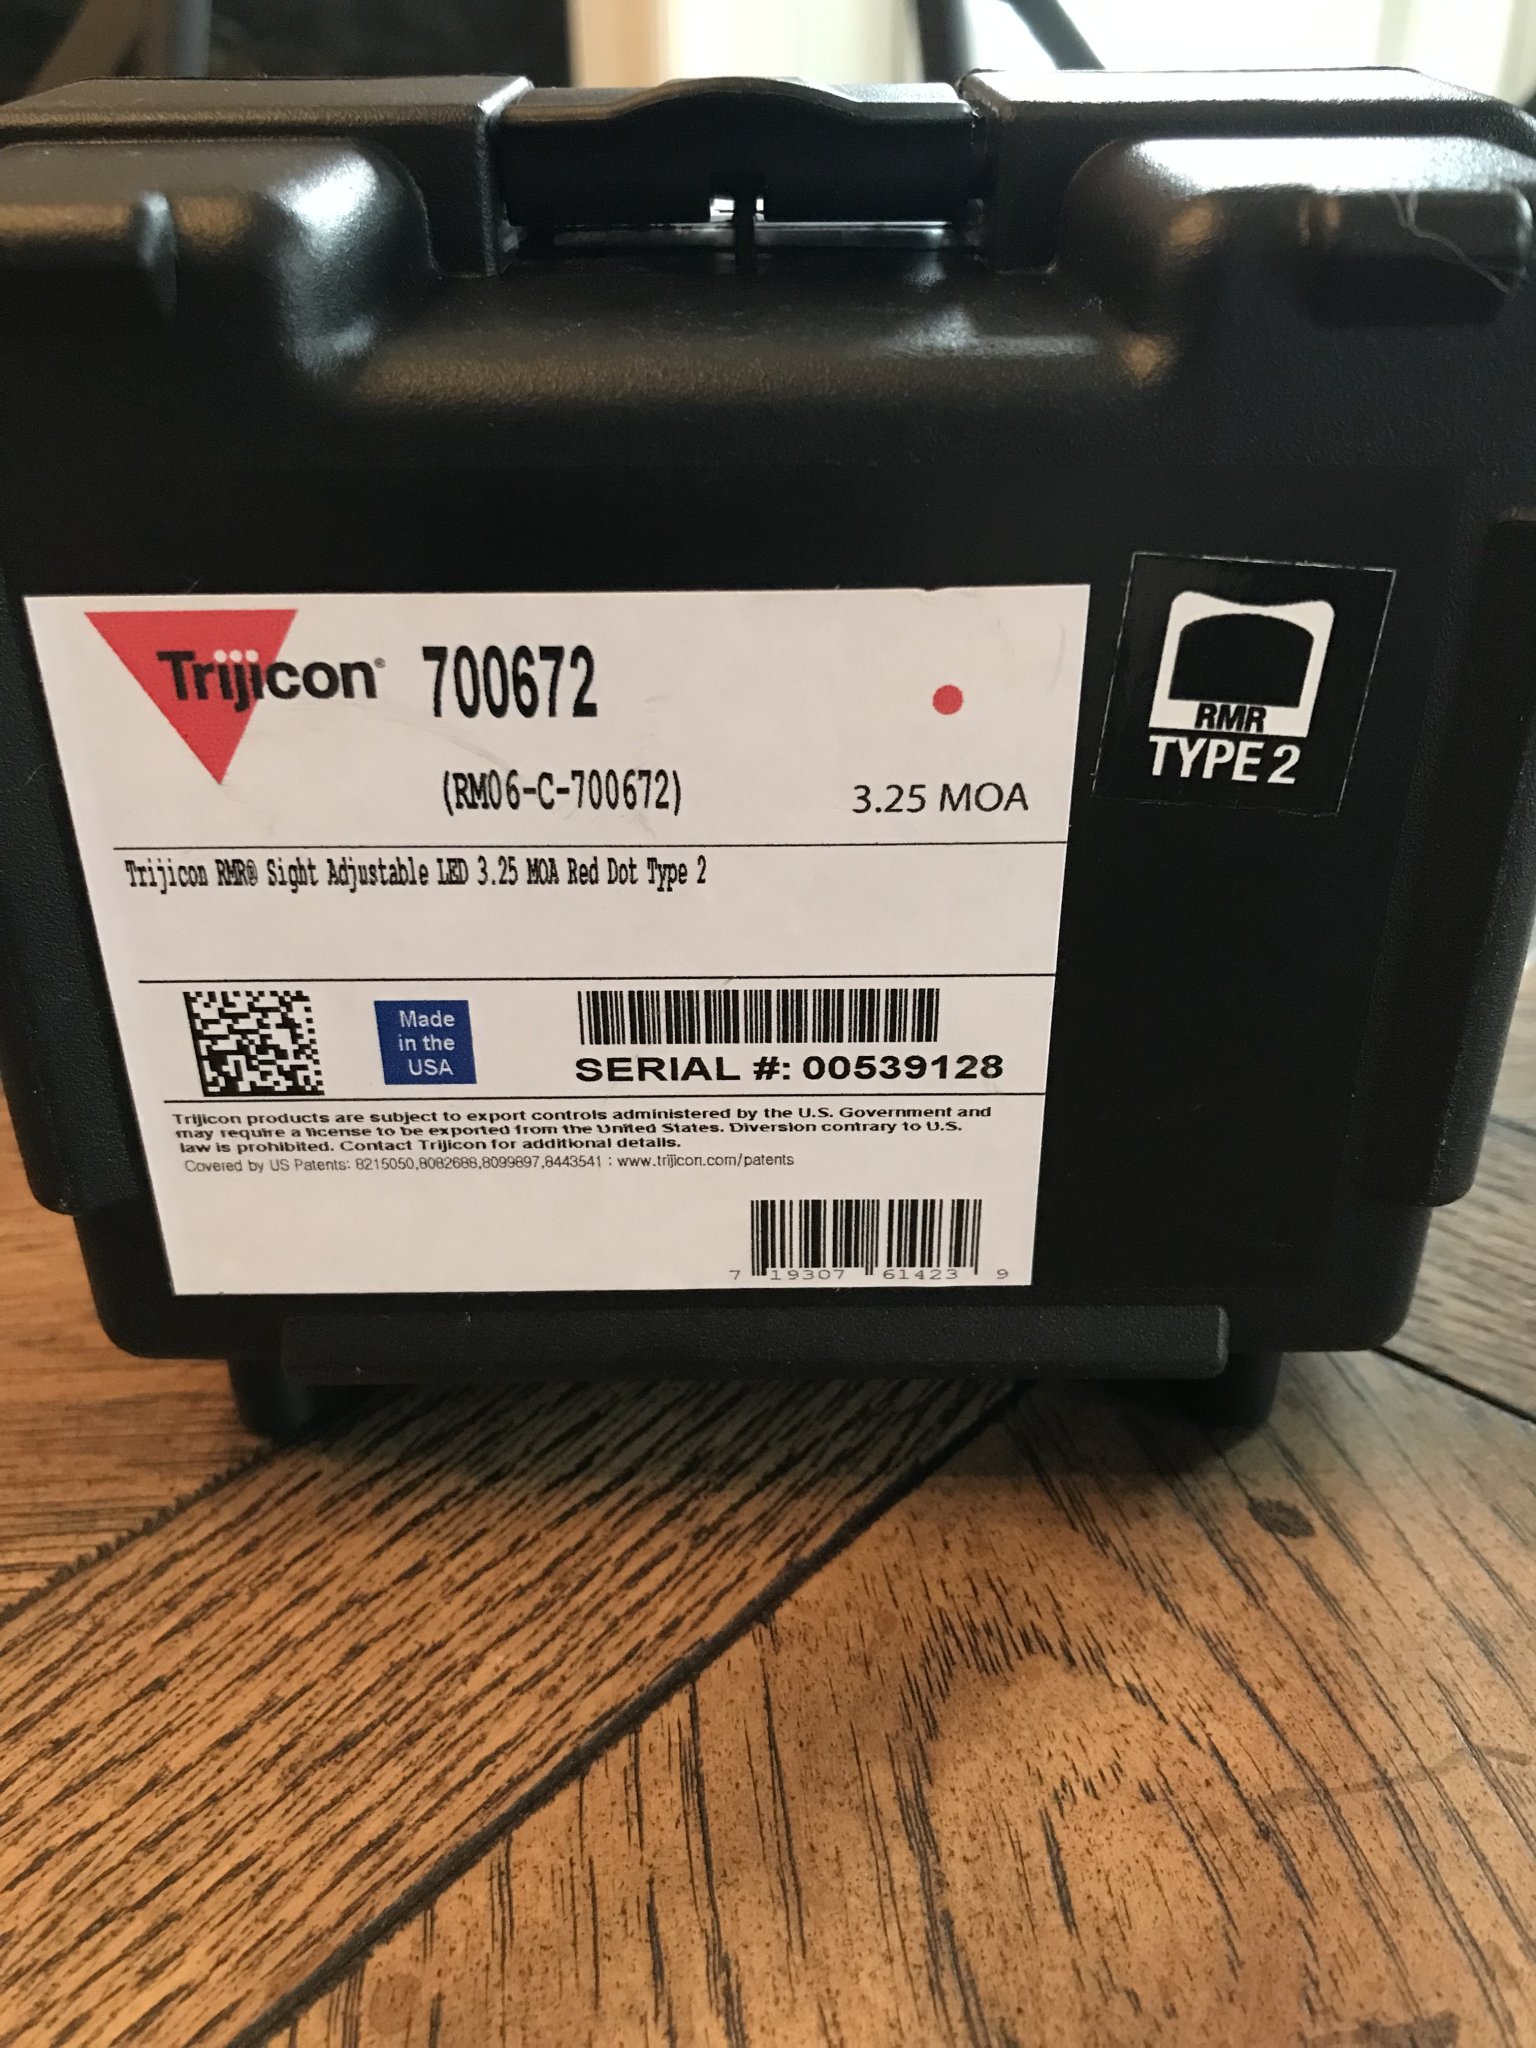 Trijicon® 700672
(RM06-C-700672)
3.25 MOA
RMR
TYPE 2
Trijicon RMR® Sight Adjustable LED 3.25 MOA Red Dot Type 2
Made
in the
USA
SERIAL #: 00539128
Trijicon products are subject to export controls administered by the U.S. Government and
may require a license to be exported from the United States. Diversion contrary to U.S.
law is prohibited. Contact Trijicon for additional details.
Covered by US Patents: 8215050,8082688,8099897,8443541 ; www.trijicon.com/patents
7 19307 61423 9